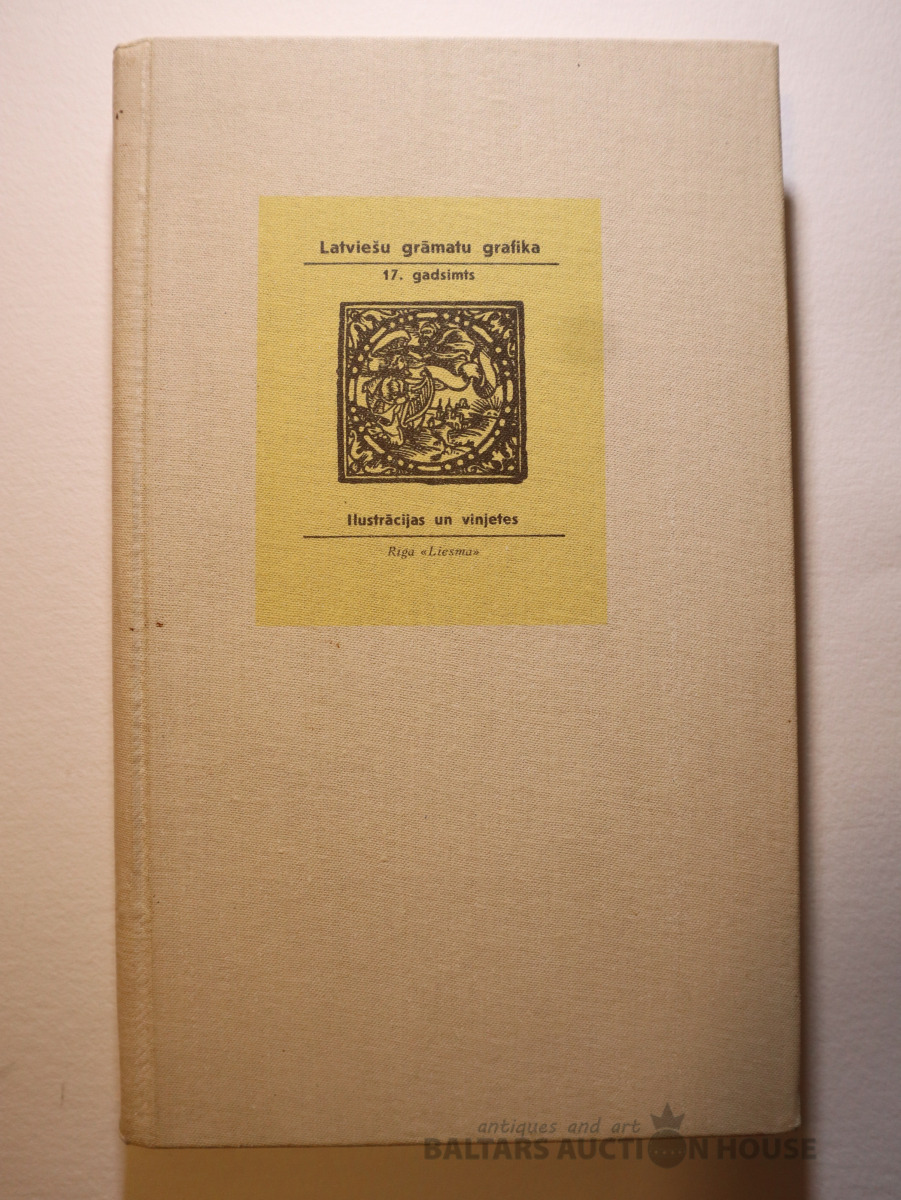 Latviešu grāmatu grafika
17. gadsimts
Ilustrācijas un vinjetes
Rīga «Liesma»
antiques and art
BALTARS AUCTION HOUSE